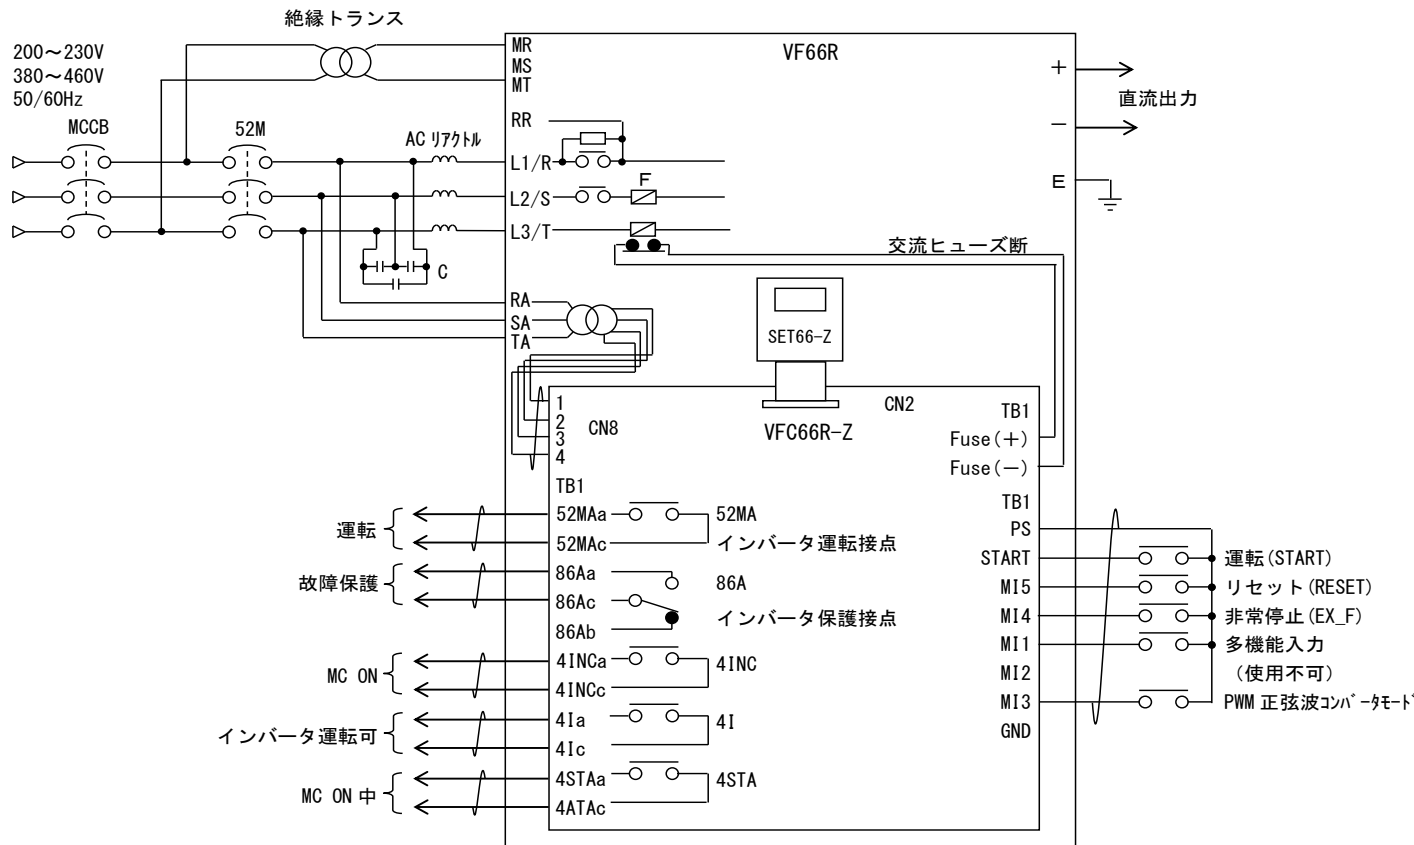 絶縁トランス
200～230V
380～460V
50/60Hz
MCCB
52M
AC リアクトル
C
MR
MS
MT
VF66R
RR
L1/R
L2/S
F
L3/T
+
直流出力
−
E
交流ヒューズ断
RA
SA
TA
SET66-Z
CN2
VFC66R-Z
1
2
3
4
CN8
TB1
Fuse(＋)
Fuse(－)
TB1
52MAa
52MA
52MAc
インバータ運転接点
運転
86Aa
86A
86Ac
インバータ保護接点
86Ab
故障保護
4INCa
4INC
4INCc
MC ON
4Ia
4I
4Ic
インバータ運転可
4STAa
4STA
4ATAc
MC ON 中
TB1
PS
START
運転(START)
MI5
リセット(RESET)
MI4
非常停止(EX_F)
MI1
多機能入力
MI2
(使用不可)
MI3
PWM 正弦波コンバータモード
GND